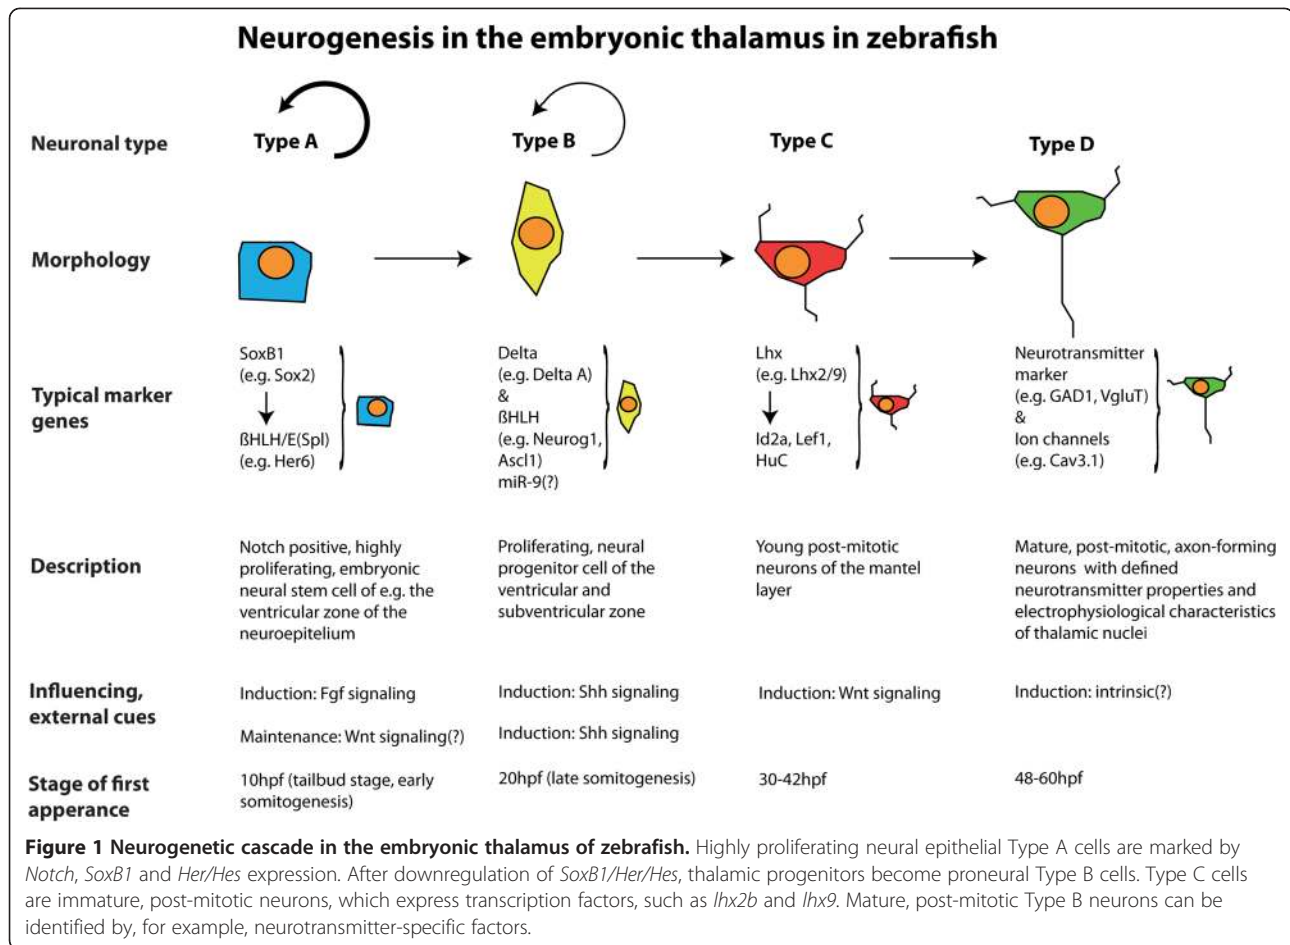 Neurogenesis in the embryonic thalamus in zebrafish
Neuronal type
Type A
Type B
Type C
Type D
Morphology
Typical marker
genes
SoxB1
(e.g. Sox2)
ßHLH/E(Spl)
(e.g. Her6)
Delta
(e.g. Delta A)
&
ßHLH
(e.g. Neurog1,
Ascl1)
miR-9(?)
Lhx
(e.g. Lhx2/9)
Id2a, Lef1,
HuC
Neurotransmitter
marker
(e.g. GAD1, VgluT)
&
Ion channels
(e.g. Cav3.1)
Description
Notch positive, highly
proliferating, embryonic
neural stem cell of e.g. the
ventricular zone of the
neuroepitelium
Proliferating, neural
progenitor cell of the
ventricular and
subventricular zone
Young post-mitotic
neurons of the mantel
layer
Mature, post-mitotic, axon-forming
neurons with defined
neurotransmitter properties and
electrophysiological characteristics
of thalamic nuclei
Influencing,
external cues
Induction: Fgf signaling
Maintenance: Wnt signaling(?)
Induction: Shh signaling
Induction: Shh signaling
Induction: Wnt signaling
Induction: intrinsic(?)
Stage of first
apperance
10hpf (tailbud stage, early
somitogenesis)
20hpf (late somitogenesis)
30-42hpf
48-60hpf
Figure 1 Neurogenetic cascade in the embryonic thalamus of zebrafish. Highly proliferating neural epithelial Type A cells are marked by
Notch, SoxB1 and Her/Hes expression. After downregulation of SoxB1/Her/Hes, thalamic progenitors become proneural Type B cells. Type C cells
are immature, post-mitotic neurons, which express transcription factors, such as lhx2b and lhx9. Mature, post-mitotic Type B neurons can be
identified by, for example, neurotransmitter-specific factors.